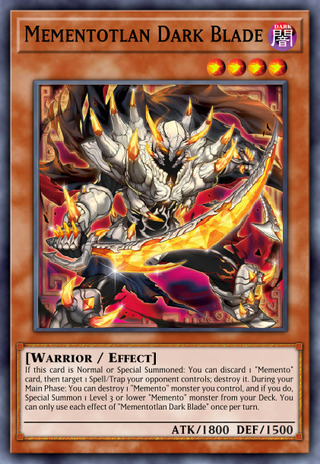 Mementotlan Dark Blade
DARK
闇
[Warrior / Effect]
If this card is Normal or Special Summoned: You can discard 1 "Memento"
card, then target 1 Spell/Trap your opponent controls; destroy it. During your
Main Phase: You can destroy 1 "Memento" monster you control, and if you do,
Special Summon 1 Level 3 or lower "Memento" monster from your Deck. You can
only use each effect of "Mementotlan Dark Blade" once per turn.
ATK/1800 DEF/1500